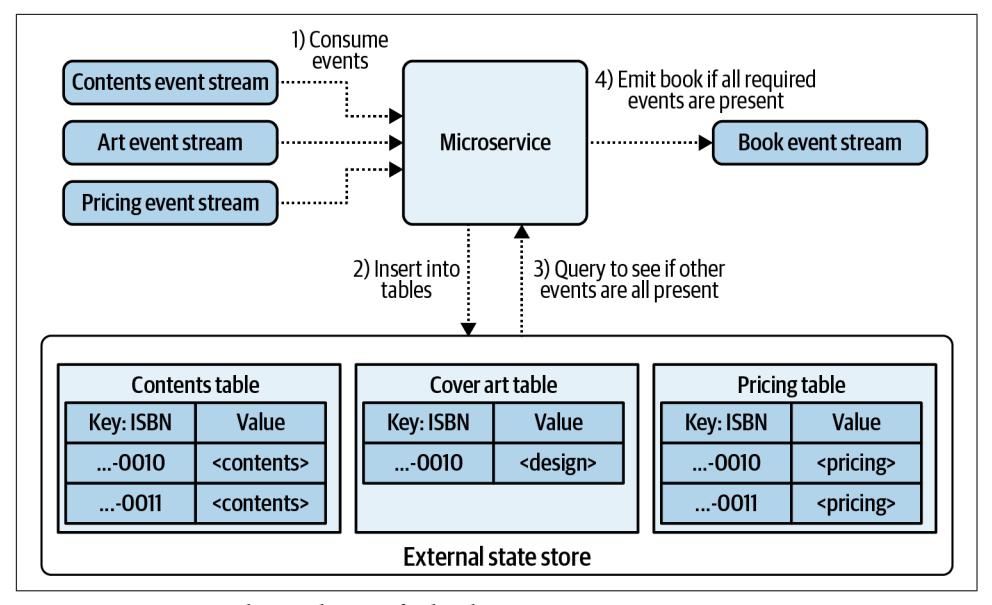 1) Consume
events
Contents event stream
Art event stream
Pricing event stream
Microservice
4) Emit book if all required
events are present
Book event stream
2) Insert into
tables
3) Query to see if other
events are all present
Contents table
Key: ISBN Value
...-0010 <contents>
...-0011 <contents>
Cover art table
Key: ISBN Value
...-0010 <design>
Pricing table
Key: ISBN Value
...-0010 <pricing>
...-0011 <pricing>
External state store